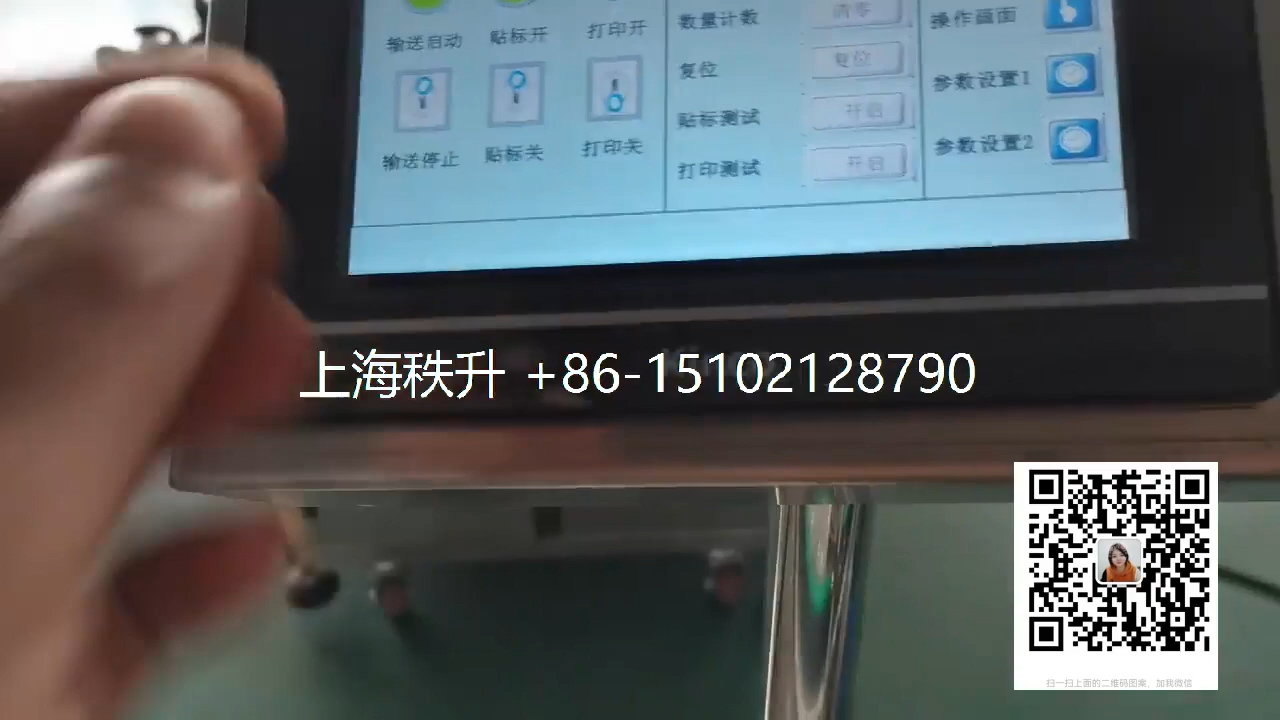 输送启动 贴标开 打印开
输送停止 贴标关 打印关
数量计数 清零
复位 复位
贴标测试 开启
打印测试 开启
操作画面
参数设置1
参数设置2
上海秩升 +86-15102128790
扫一扫上面的二维码图案，加我微信